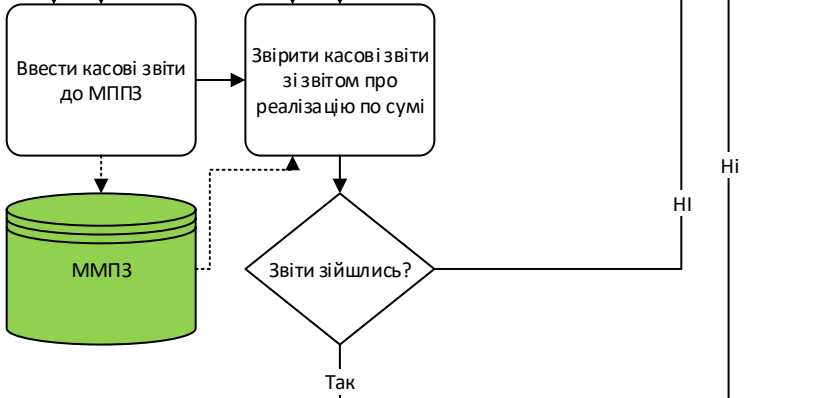 Ввести касові звіти
до МППЗ
Звірити касові звіти
зі звітом про
реалізацію по сумі
Ні
НІ
ММПЗ
Звіти зійшлись?
Так